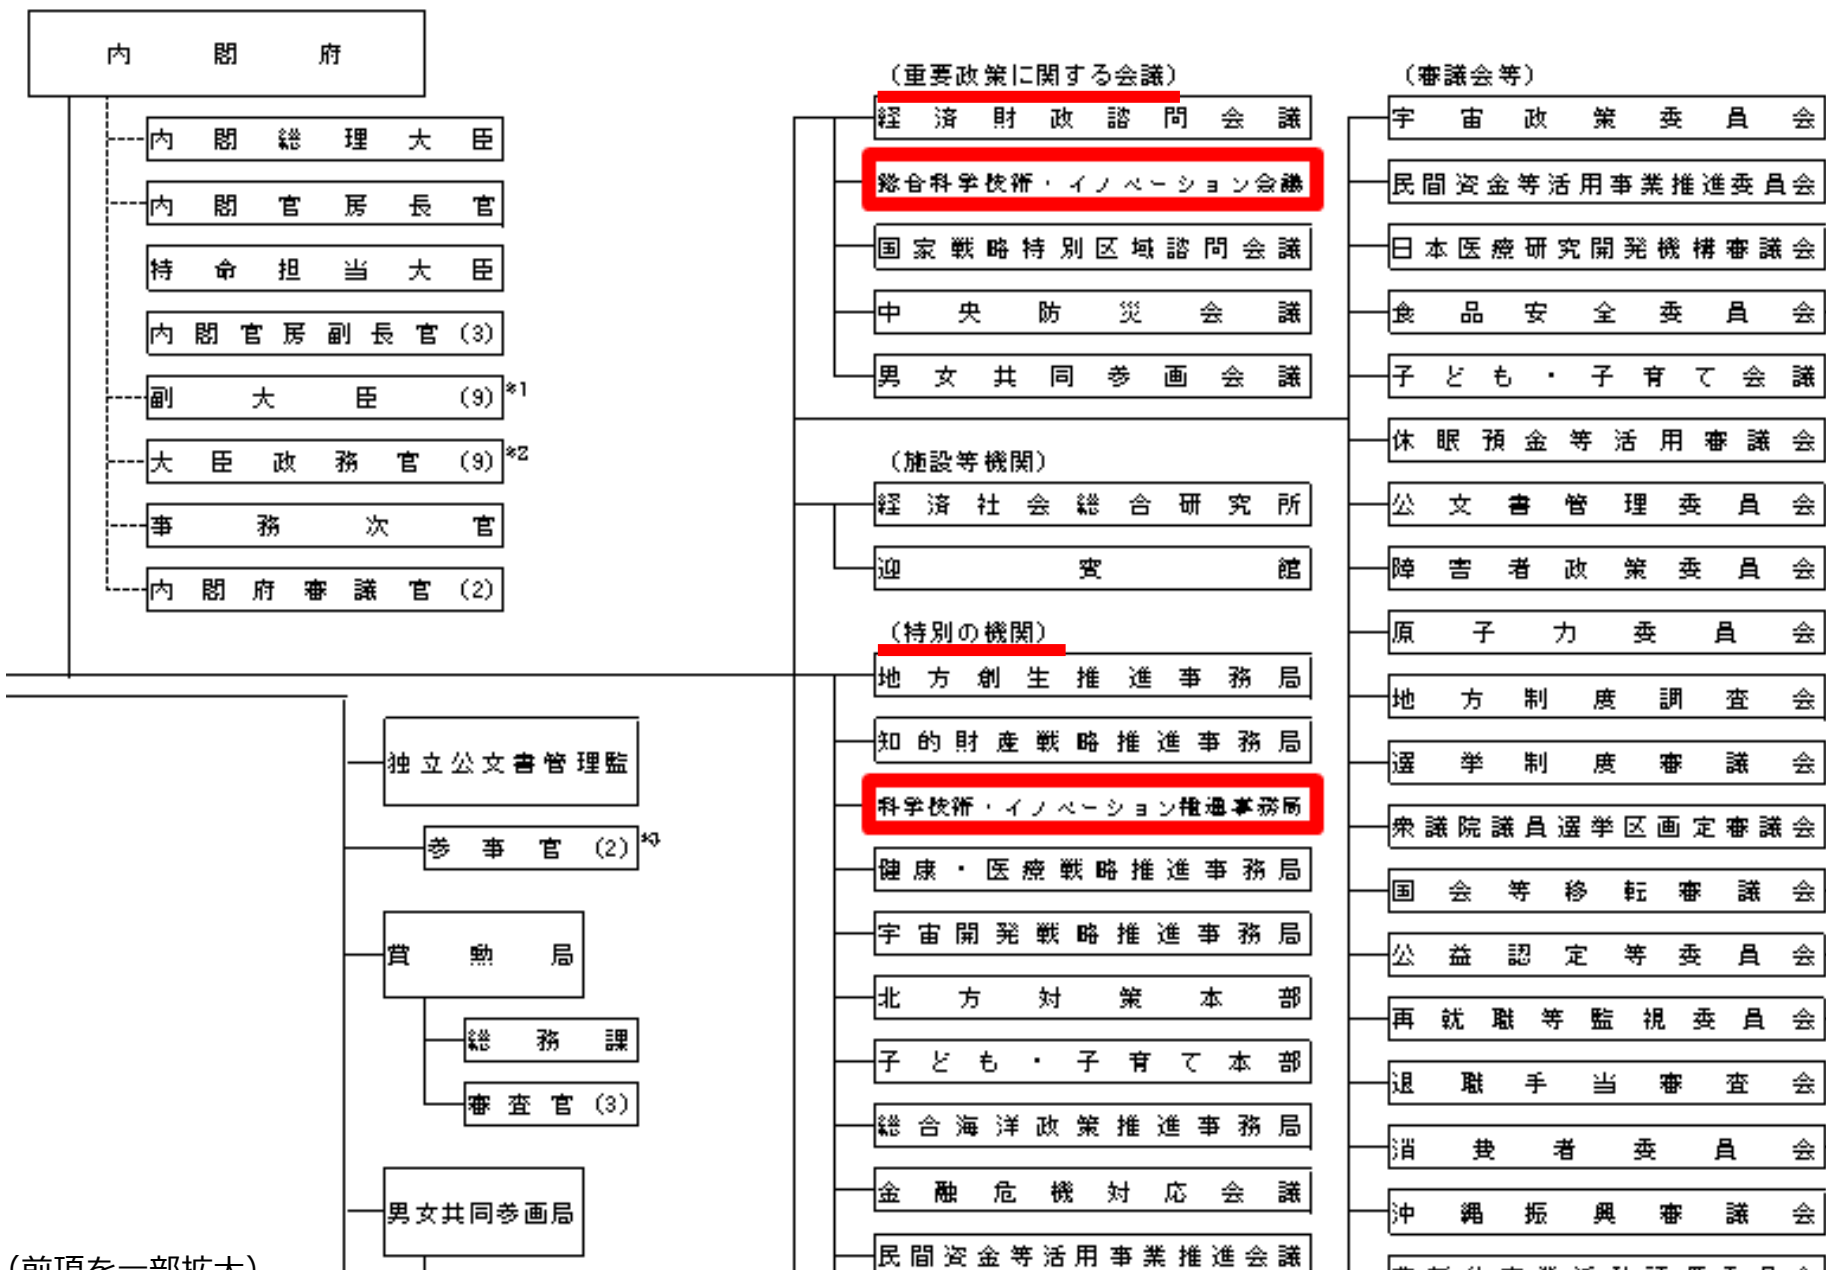 内閣府
内閣総理大臣
内閣官房長官
特命担当大臣
内閣官房副長官(3)
副大臣(9)*1
大臣政務官(9)*2
事務次官
内閣府審議官(2)
独立公文書管理監
参事官(2)*3
賞勲局
総務課
審査官(3)
男女共同参画局
(前項を一部拡大)
(重要政策に関する会議)
経済財政諮問会議
総合科学技術・イノベーション会議
国家戦略特別区域諮問会議
中央防災会議
男女共同参画会議
(施設等機関)
経済社会総合研究所
迎賓館
(特別の機関)
地方創生推進事務局
知的財産戦略推進事務局
科学技術・イノベーション推進事務局
健康・医療戦略推進事務局
宇宙開発戦略推進事務局
北方対策本部
子ども・子育て本部
総合海洋政策推進事務局
金融危機対応会議
民間資金等活用事業推進会議
(審議会等)
宇宙政策委員会
民間資金等活用事業推進委員会
日本医療研究開発機構審議会
食品安全委員会
子ども・子育て会議
休眠預金等活用審議会
公文書管理委員会
障害者政策委員会
原子力委員会
地方制度調査会
選挙制度審議会
衆議院議員選挙区画定審議会
国会等移転審議会
公益認定等委員会
再就職等監視委員会
退職手当審査会
消費者委員会
沖縄振興審議会